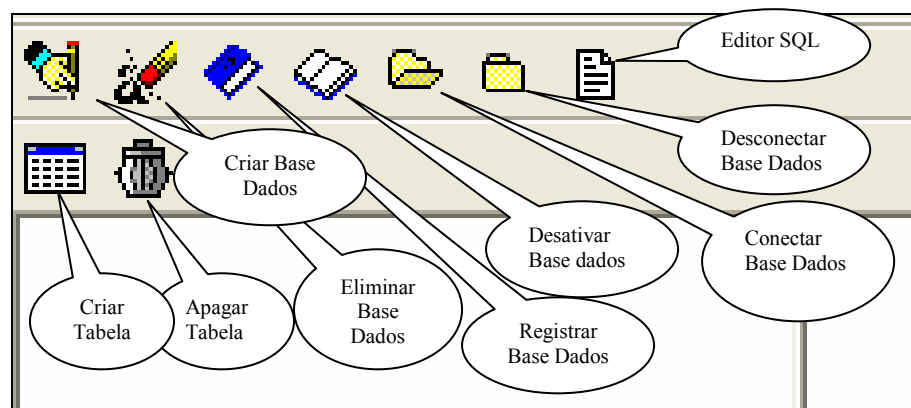 Editor SQL
Desconectar
Base Dados
Criar Base
Dados
Desativar
Base dados
Conectar
Base Dados
Eliminar
Base
Dados
Criar
Tabela
Apagar
Tabela
Registrar
Base Dados